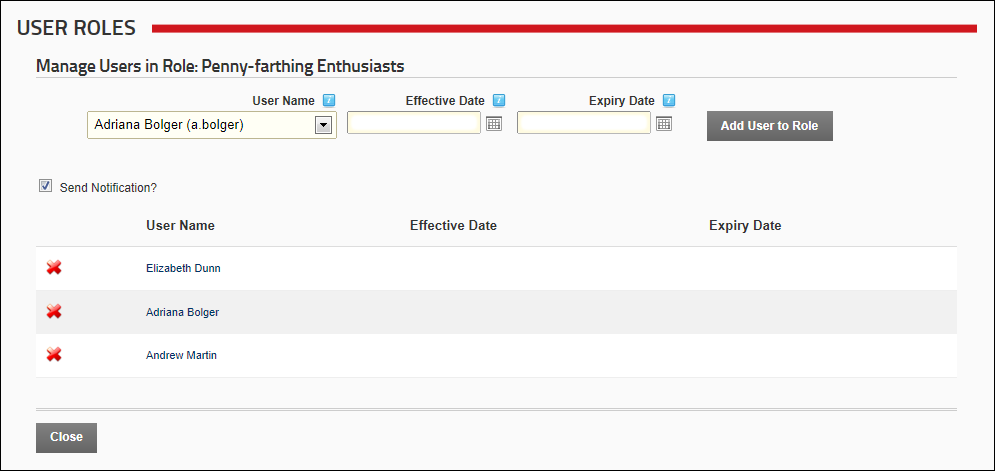 USER ROLES
Manage Users in Role: Penny-farthing Enthusiasts
User Name Effective Date Expiry Date
Adriana Bolger (a.bolger) Add User to Role
Send Notification?
User Name Effective Date Expiry Date
Elizabeth Dunn
Adriana Bolger
Andrew Martin
Close